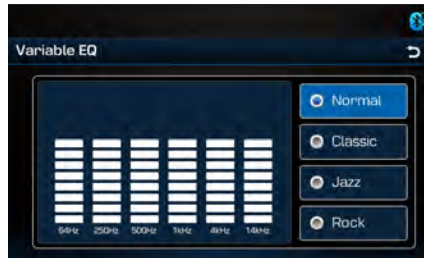 Variable EQ
Normal
Classic
Jazz
Rock
64Hz 250Hz 500Hz 1kHz 4kHz 14kHz